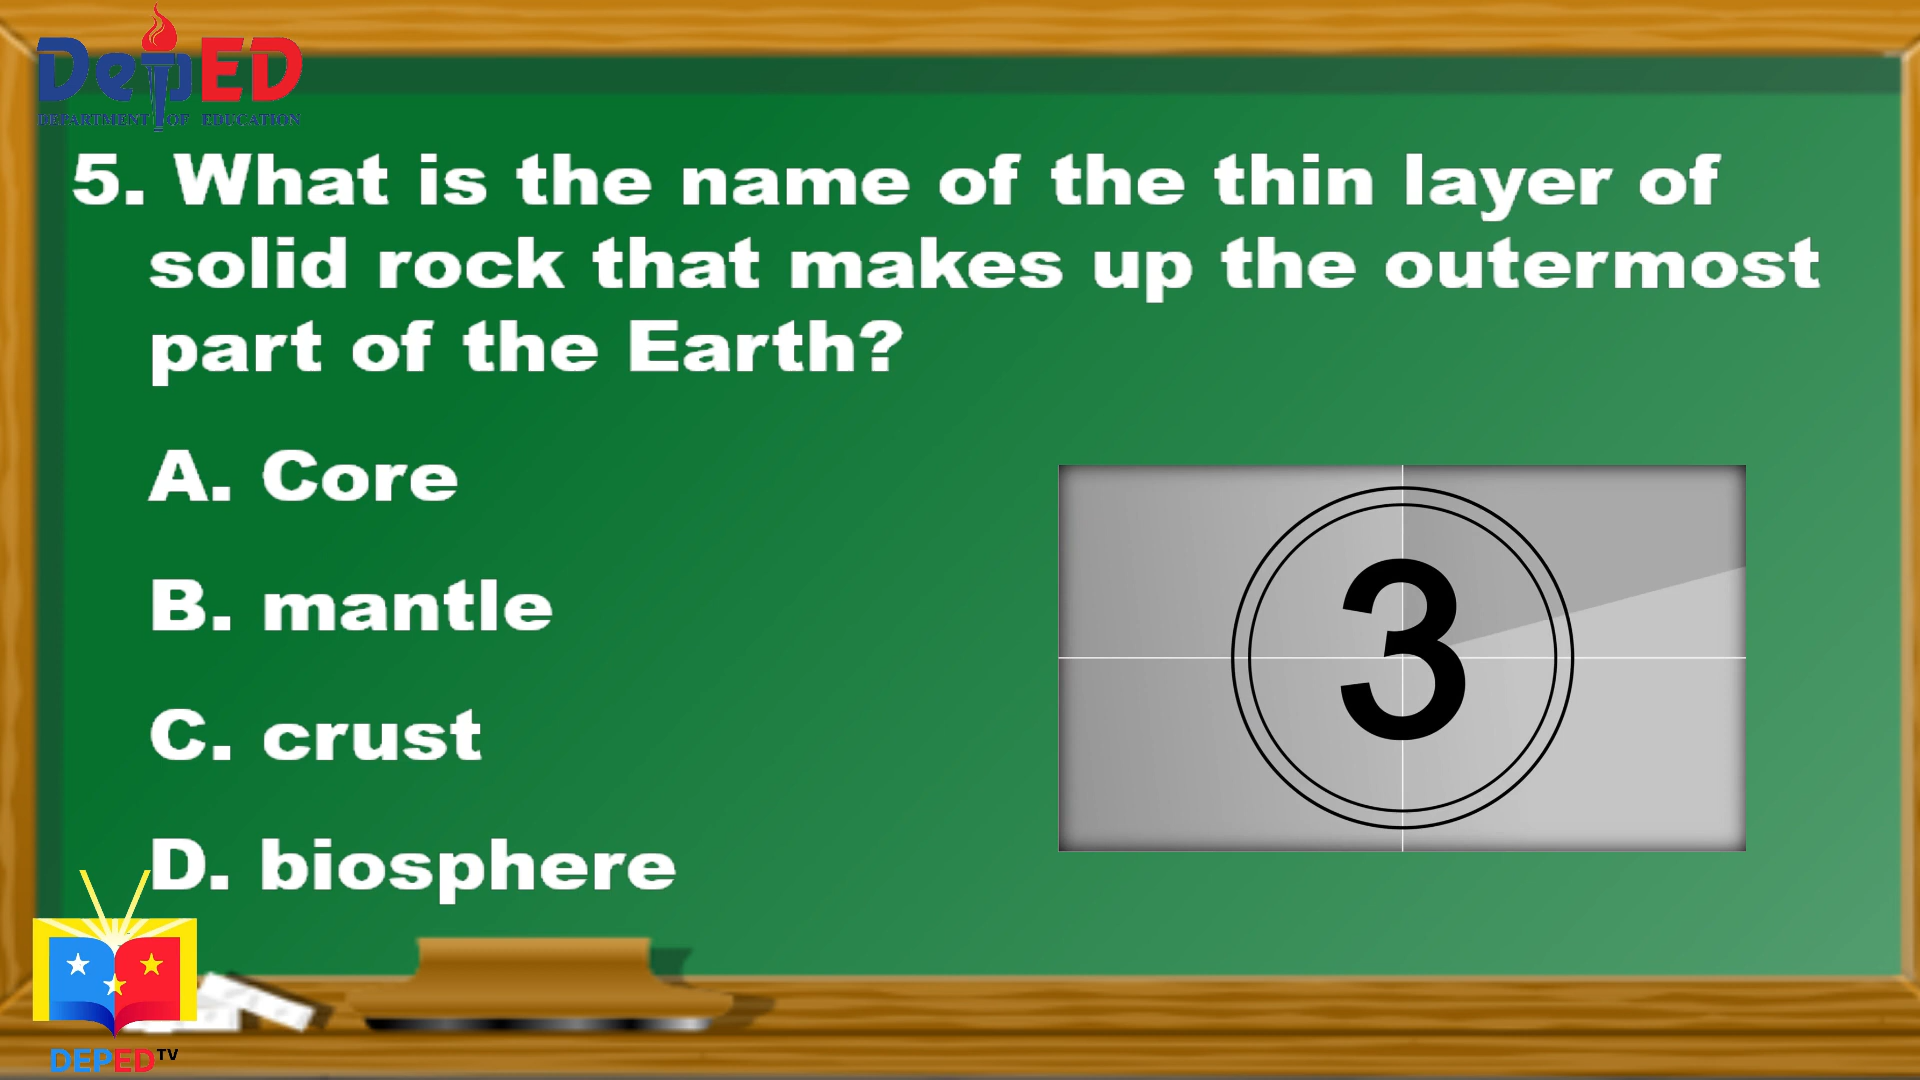 DepED
DEPARTMENT OF EDUCATION
5. What is the name of the thin layer of
solid rock that makes up the outermost
part of the Earth?
A. Core
B. mantle
C. crust
D. biosphere
3
DEPED TV